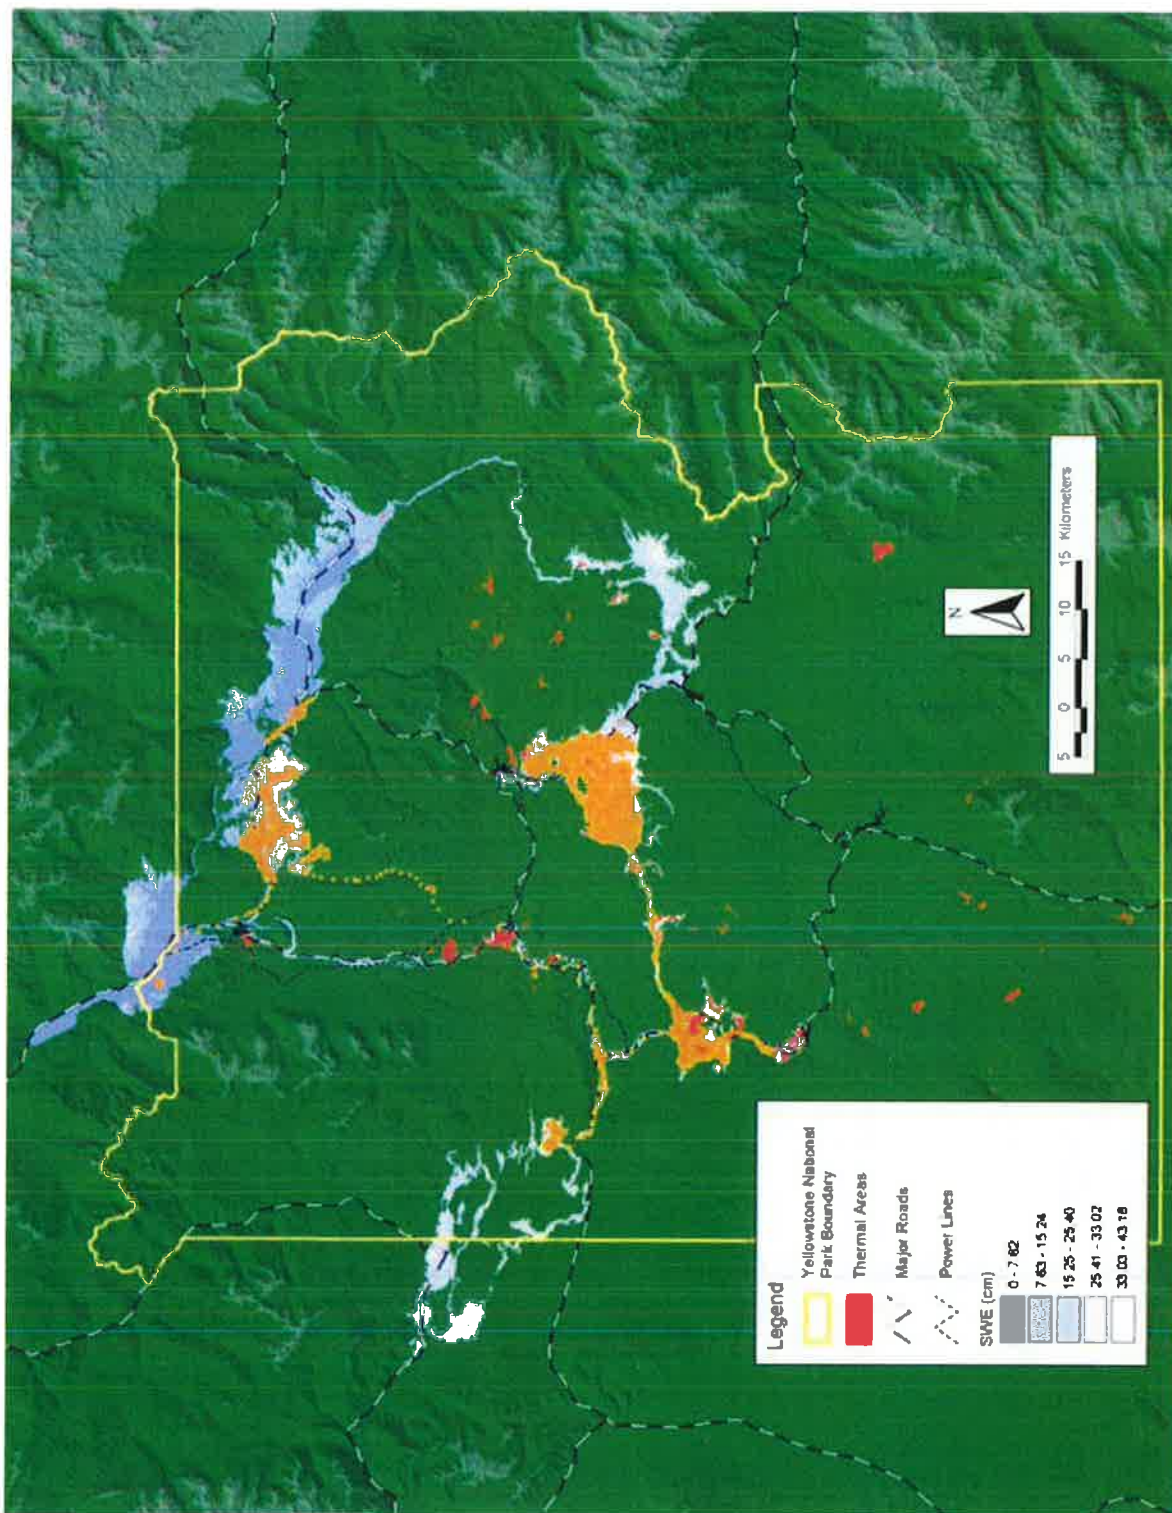 Legend
Yellowstone National
Park Boundary
Thermal Areas
Major Roads
Power Lines
SWE (cm)
0 - 7.62
7.63 - 15.24
15.25 - 25.40
25.41 - 33.02
33.03 - 43.18
N
5 0 5 10 15 Kilometers